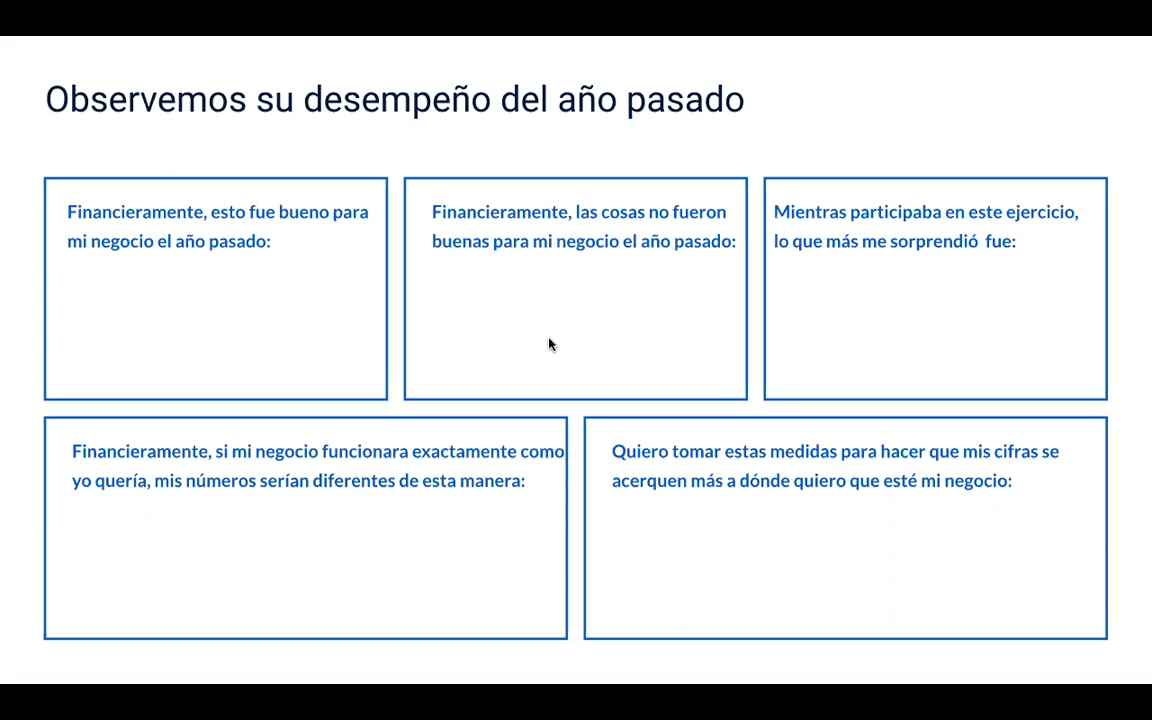 Observemos su desempeño del año pasado
Financieramente, esto fue bueno para
mi negocio el año pasado:
Financieramente, las cosas no fueron
buenas para mi negocio el año pasado:
Mientras participaba en este ejercicio,
lo que más me sorprendió  fue:
Financieramente, si mi negocio funcionara exactamente como
yo quería, mis números serían diferentes de esta manera:
Quiero tomar estas medidas para hacer que mis cifras se
acerquen más a dónde quiero que esté mi negocio: